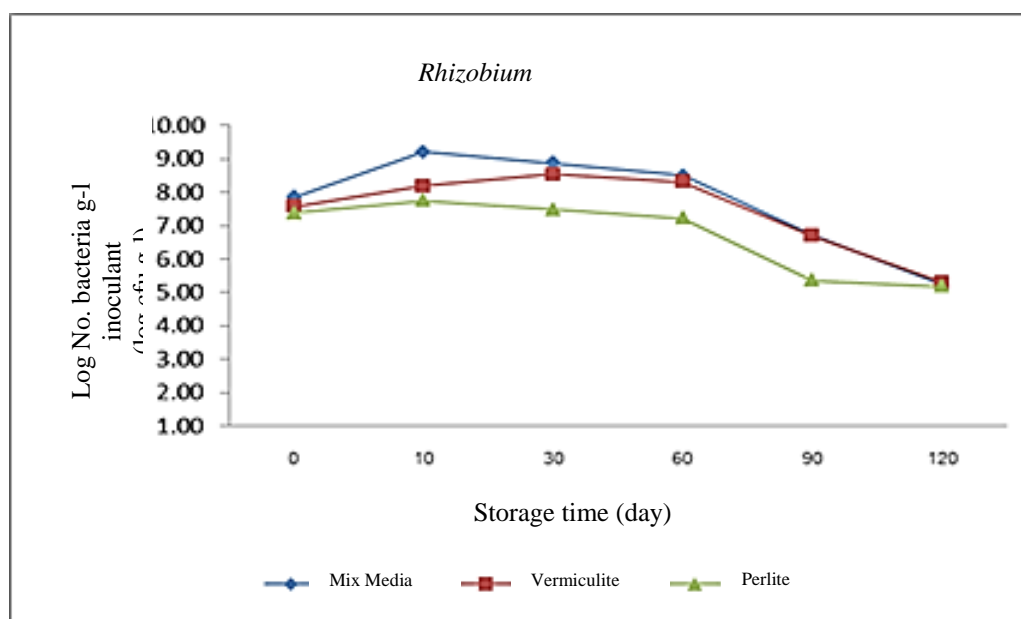 Rhizobium
Log No. bacteria g-l
inoculant
10.00
9.00
8.00
7.00
6.00
5.00
4.00
3.00
2.00
1.00
0 10 30 60 90 120
Storage time (day)
Mix Media Vermiculite Perlite